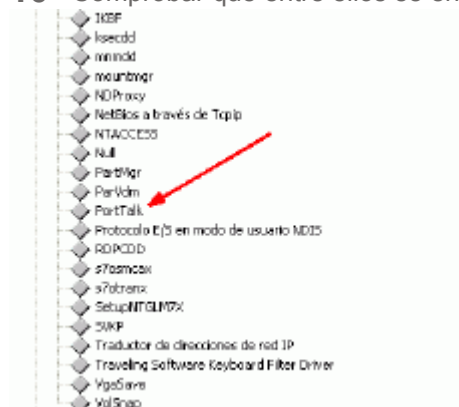 Comprobar que entre ellos se en
IKBF
ksecdd
mnmdd
mountmgr
NDProxy
NetBios a través de Tcpip
NTACCESS
Null
PartMgr
ParVdm
PortTalk
Protocolo E/S en modo de usuario NDIS
RDPCDD
s7osmcax
s7otranx
SetupNTGLM7X
SVKP
Traductor de direcciones de red IP
Traveling Software Keyboard Filter Driver
VgaSave
VolSnap